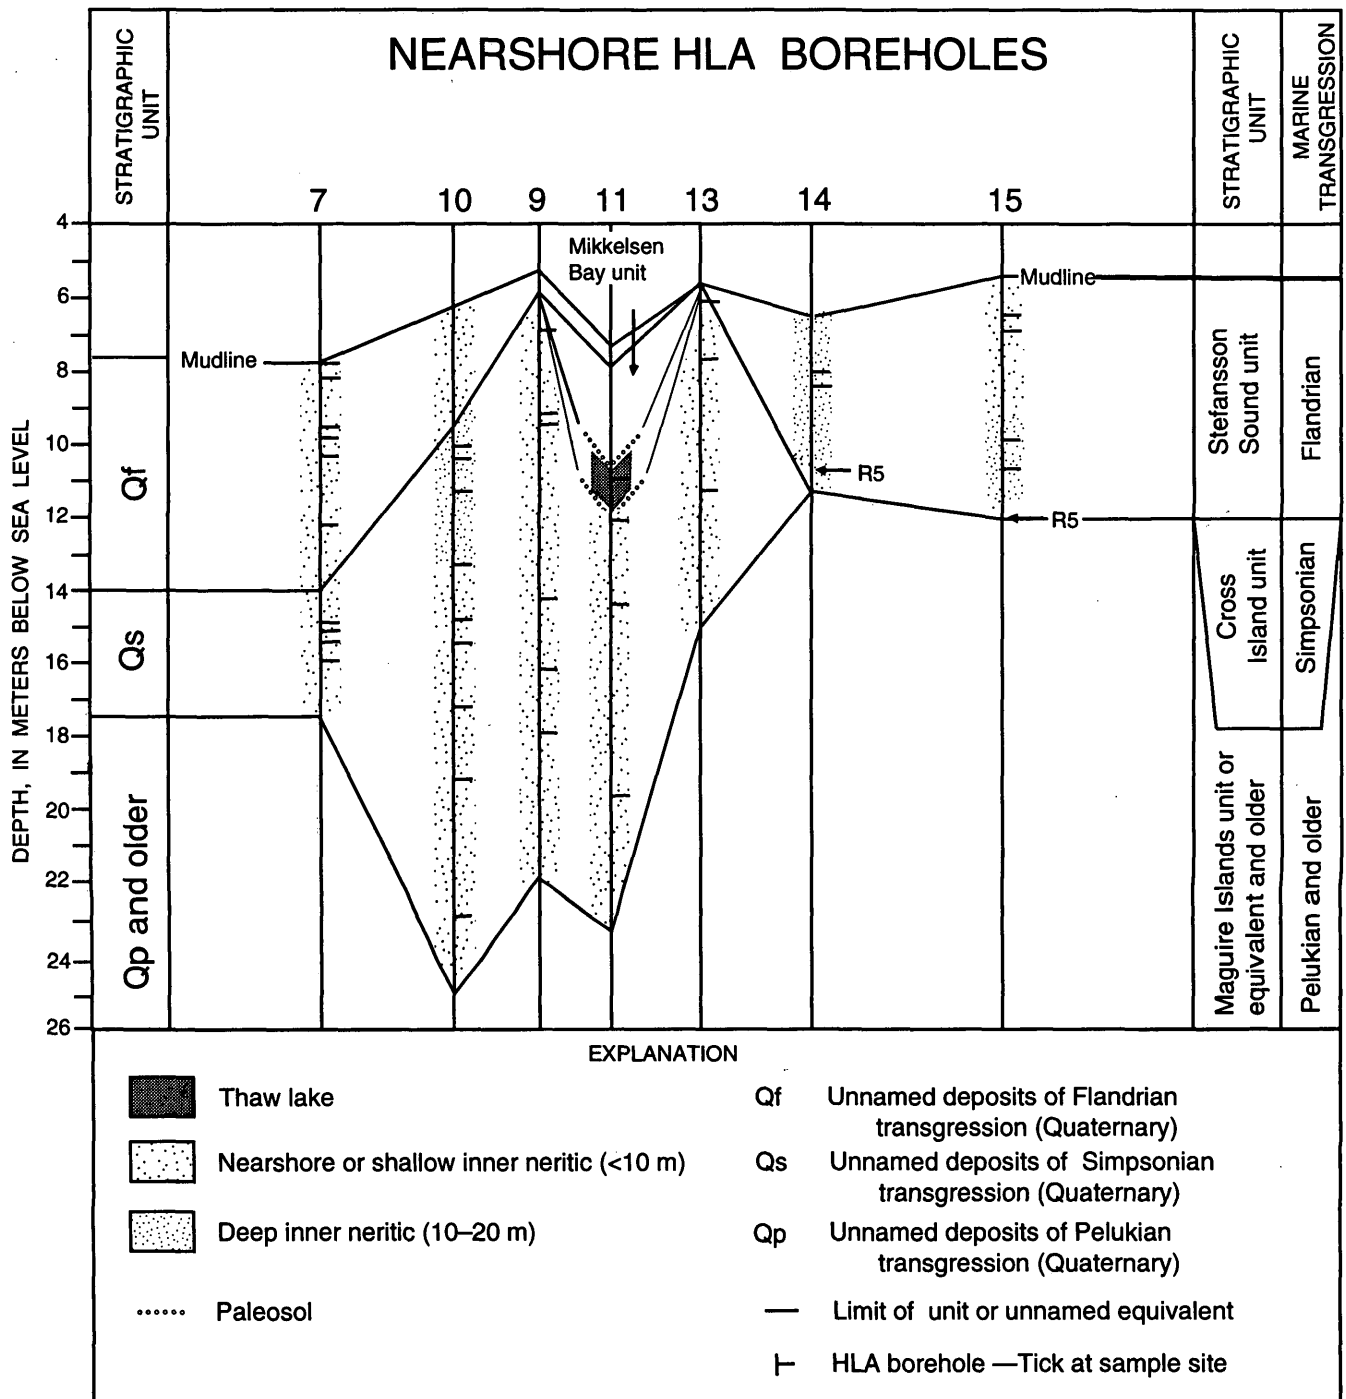 NEARSHORE HLA BOREHOLES
STRATIGRAPHIC
UNIT
STRATIGRAPHIC
UNIT
MARINE
TRANSGRESSION
7 10 9 11 13 14 15
DEPTH, IN METERS BELOW SEA LEVEL
4
6
8
10
12
14
16
18
20
22
24
26
Mikkelsen
Bay unit
Mudline
Mudline
R5
R5
Qf
Qs
Qp and older
Stefansson
Sound unit
Flandrian
Cross
Island unit
Simpsonian
Maguire Islands unit or
equivalent and older
Pelukian and older
EXPLANATION
Thaw lake
Nearshore or shallow inner neritic (<10 m)
Deep inner neritic (10–20 m)
Paleosol
Qf Unnamed deposits of Flandrian
transgression (Quaternary)
Qs Unnamed deposits of Simpsonian
transgression (Quaternary)
Qp Unnamed deposits of Pelukian
transgression (Quaternary)
Limit of unit or unnamed equivalent
HLA borehole —Tick at sample site